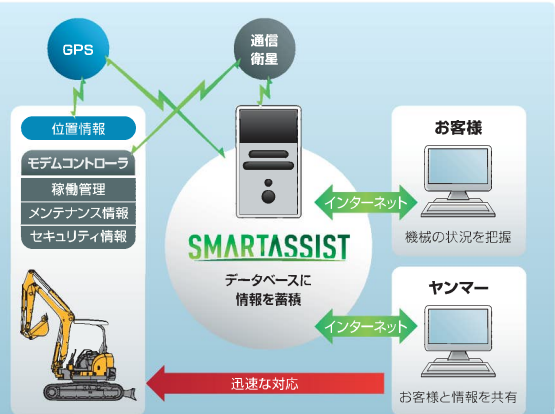 GPS
通信
衛星
位置情報
モデムコントローラ
稼働管理
メンテナンス情報
セキュリティ情報
SMARTASSIST
データベースに
情報を蓄積
インターネット
お客様
機械の状況を把握
インターネット
ヤンマー
お客様と情報を共有
迅速な対応